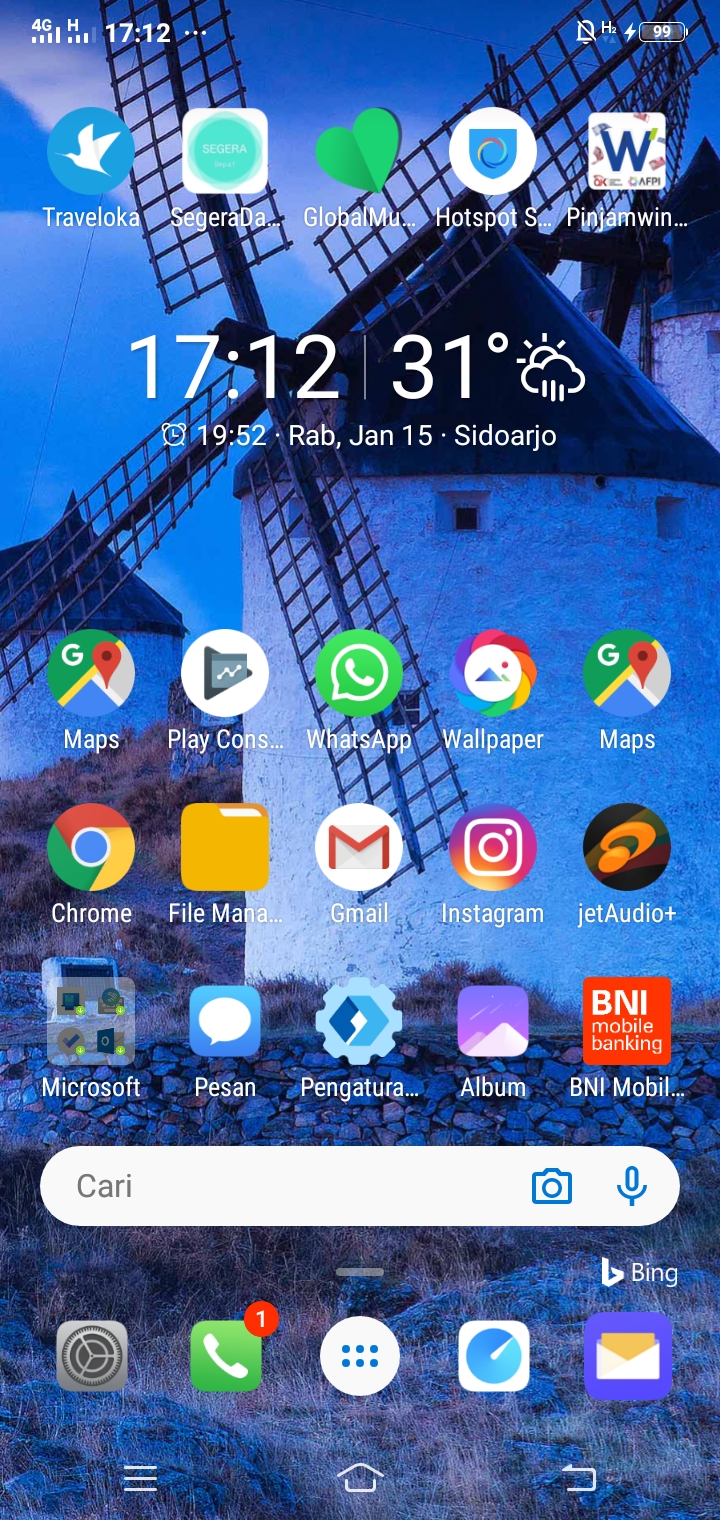 4G H 17:12 ... H₂ 99
SEGERA
Traveloka SegeraDa... GlobalMu... Hotspot S... Pinjamwin...
17:12 | 31°
19:52 · Rab, Jan 15 · Sidoarjo
G G
Maps Play Cons... WhatsApp Wallpaper Maps
Chrome File Mana... Gmail Instagram jetAudio+
BNI
mobile
banking
Microsoft Pesan Pengatura... Album BNI Mobil...
Cari
Bing
1